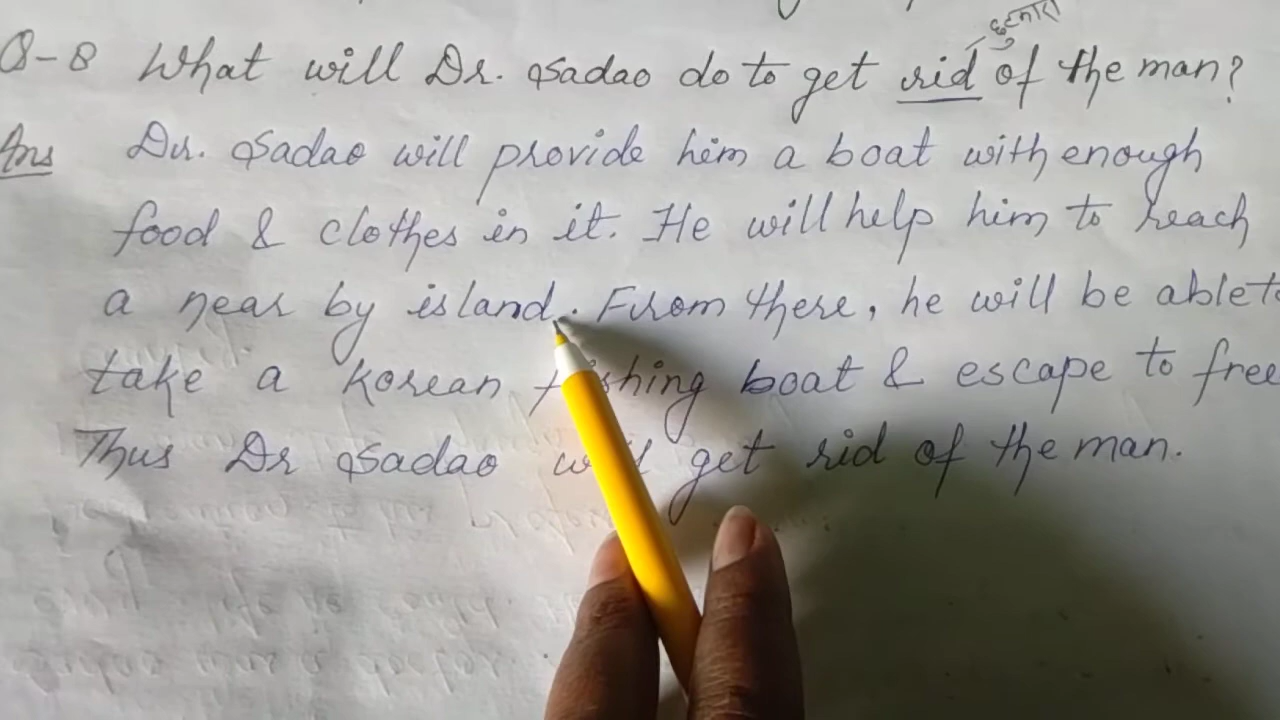 छुटकारा
Q-8 What will Dr. Sadao do to get rid of the man?
Ans Dr. Sadao will provide him a boat with enough
food & clothes in it. He will help him to reach
a near by island. From there, he will be able to
take a Korean fishing boat & escape to free
Thus Dr Sadao will get rid of the man.